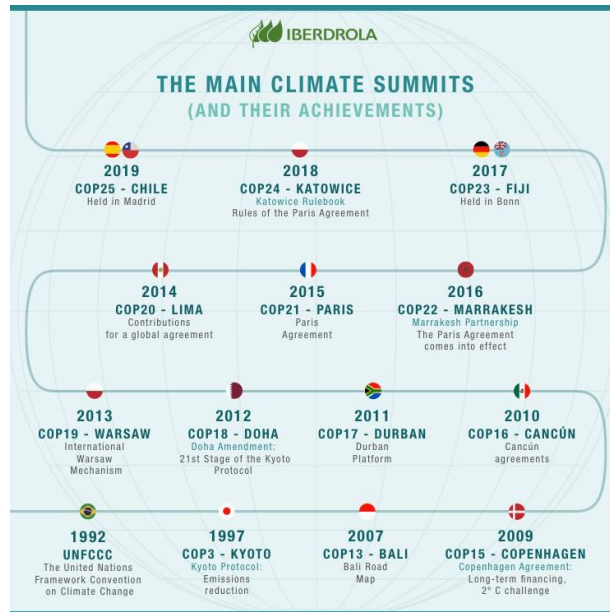 IBERDROLA
THE MAIN CLIMATE SUMMITS
(AND THEIR ACHIEVEMENTS)
2019
COP25 - CHILE
Held in Madrid
2018
COP24 - KATOWICE
Katowice Rulebook
Rules of the Paris Agreement
2017
COP23 - FIJI
Held in Bonn
2014
COP20 - LIMA
Contributions
for a global agreement
2015
COP21 - PARIS
Paris
Agreement
2016
COP22 - MARRAKESH
Marrakesh Partnership
The Paris Agreement
comes into effect
2013
COP19 - WARSAW
International
Warsaw
Mechanism
2012
COP18 - DOHA
Doha Amendment:
21st Stage of the Kyoto
Protocol
2011
COP17 - DURBAN
Durban
Platform
2010
COP16 - CANCÚN
Cancún
agreements
1992
UNFCCC
The United Nations
Framework Convention
on Climate Change
1997
COP3 - KYOTO
Kyoto Protocol:
Emissions
reduction
2007
COP13 - BALI
Bali Road
Map
2009
COP15 - COPENHAGEN
Copenhagen Agreement:
Long-term financing,
2° C challenge